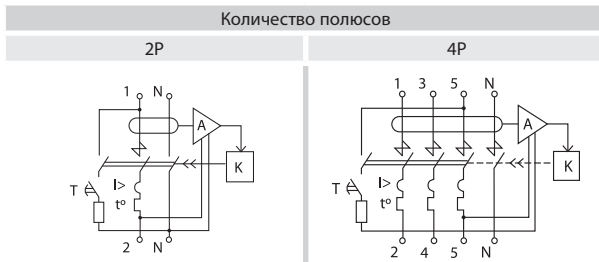 Количество полюсов
2P 4P
1 N 1 3 5 N
A A
K K
T I> T I>
t° t°
2 N 2 4 5 N